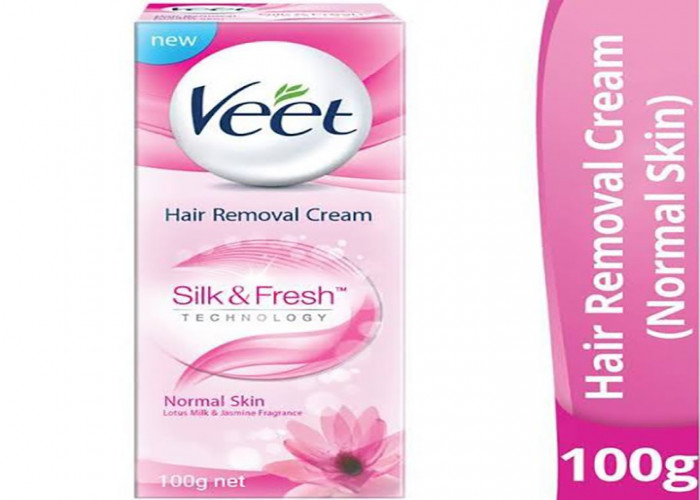 new
Veet
Hair Removal Cream
Silk & Fresh™
TECHNOLOGY
Normal Skin
Lotus Milk & Jasmine Fragrance
100g net
Hair Removal Cream
(Normal Skin)
100g